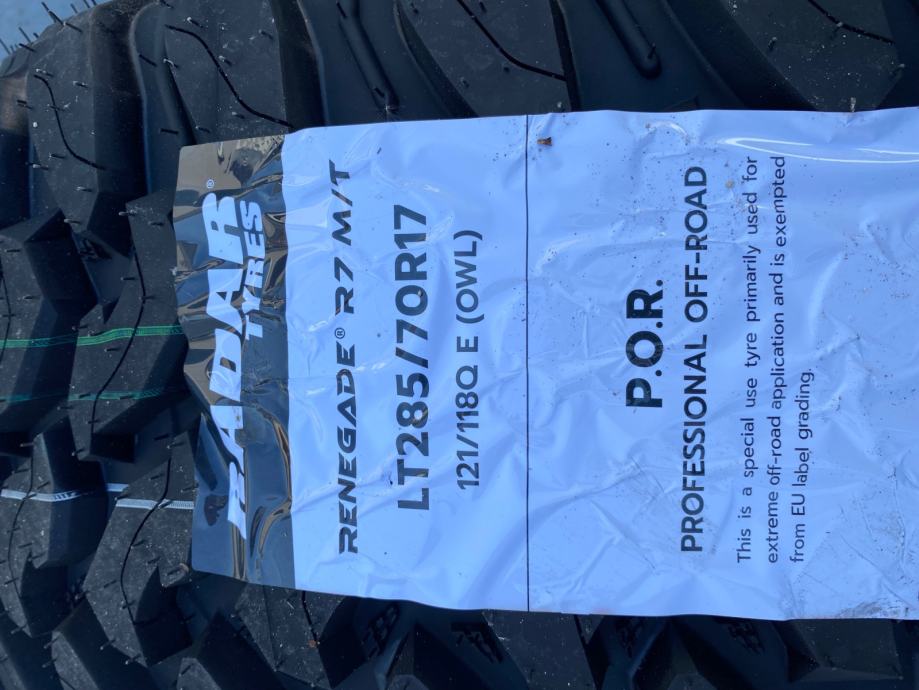 RADAR®
TIRES
RENEGADE® R7 M/T
LT285/70R17
121/118Q E (OWL)
P.O.R.
PROFESSIONAL OFF-ROAD
This is a special use tyre primarily used for
extreme off-road application and is exempted
from EU label grading.